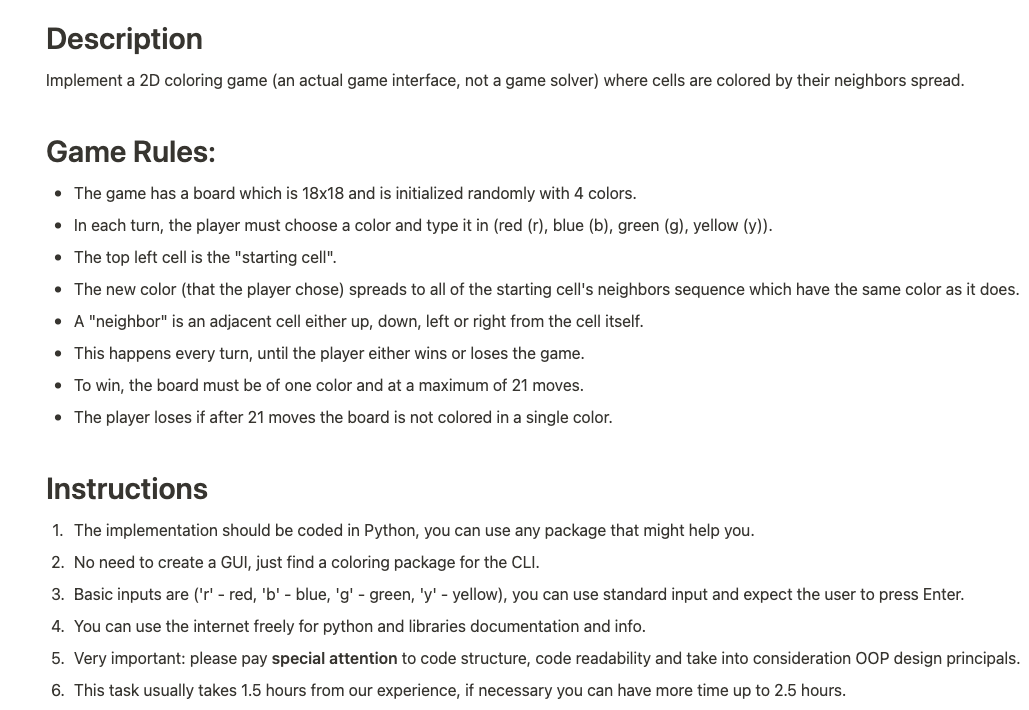 Description
Implement a 2D coloring game (an actual game interface, not a game solver) where cells are colored by their neighbors spread.
Game Rules:
• The game has a board which is 18x18 and is initialized randomly with 4 colors.
• In each turn, the player must choose a color and type it in (red (r), blue (b), green (g), yellow (y)).
• The top left cell is the "starting cell".
• The new color (that the player chose) spreads to all of the starting cell's neighbors sequence which have the same color as it does.
• A "neighbor" is an adjacent cell either up, down, left or right from the cell itself.
• This happens every turn, until the player either wins or loses the game.
• To win, the board must be of one color and at a maximum of 21 moves.
• The player loses if after 21 moves the board is not colored in a single color.
Instructions
1. The implementation should be coded in Python, you can use any package that might help you.
2. No need to create a GUI, just find a coloring package for the CLI.
3. Basic inputs are ('r' - red, 'b' - blue, 'g' - green, 'y' - yellow), you can use standard input and expect the user to press Enter.
4. You can use the internet freely for python and libraries documentation and info.
5. Very important: please pay special attention to code structure, code readability and take into consideration OOP design principals.
6. This task usually takes 1.5 hours from our experience, if necessary you can have more time up to 2.5 hours.